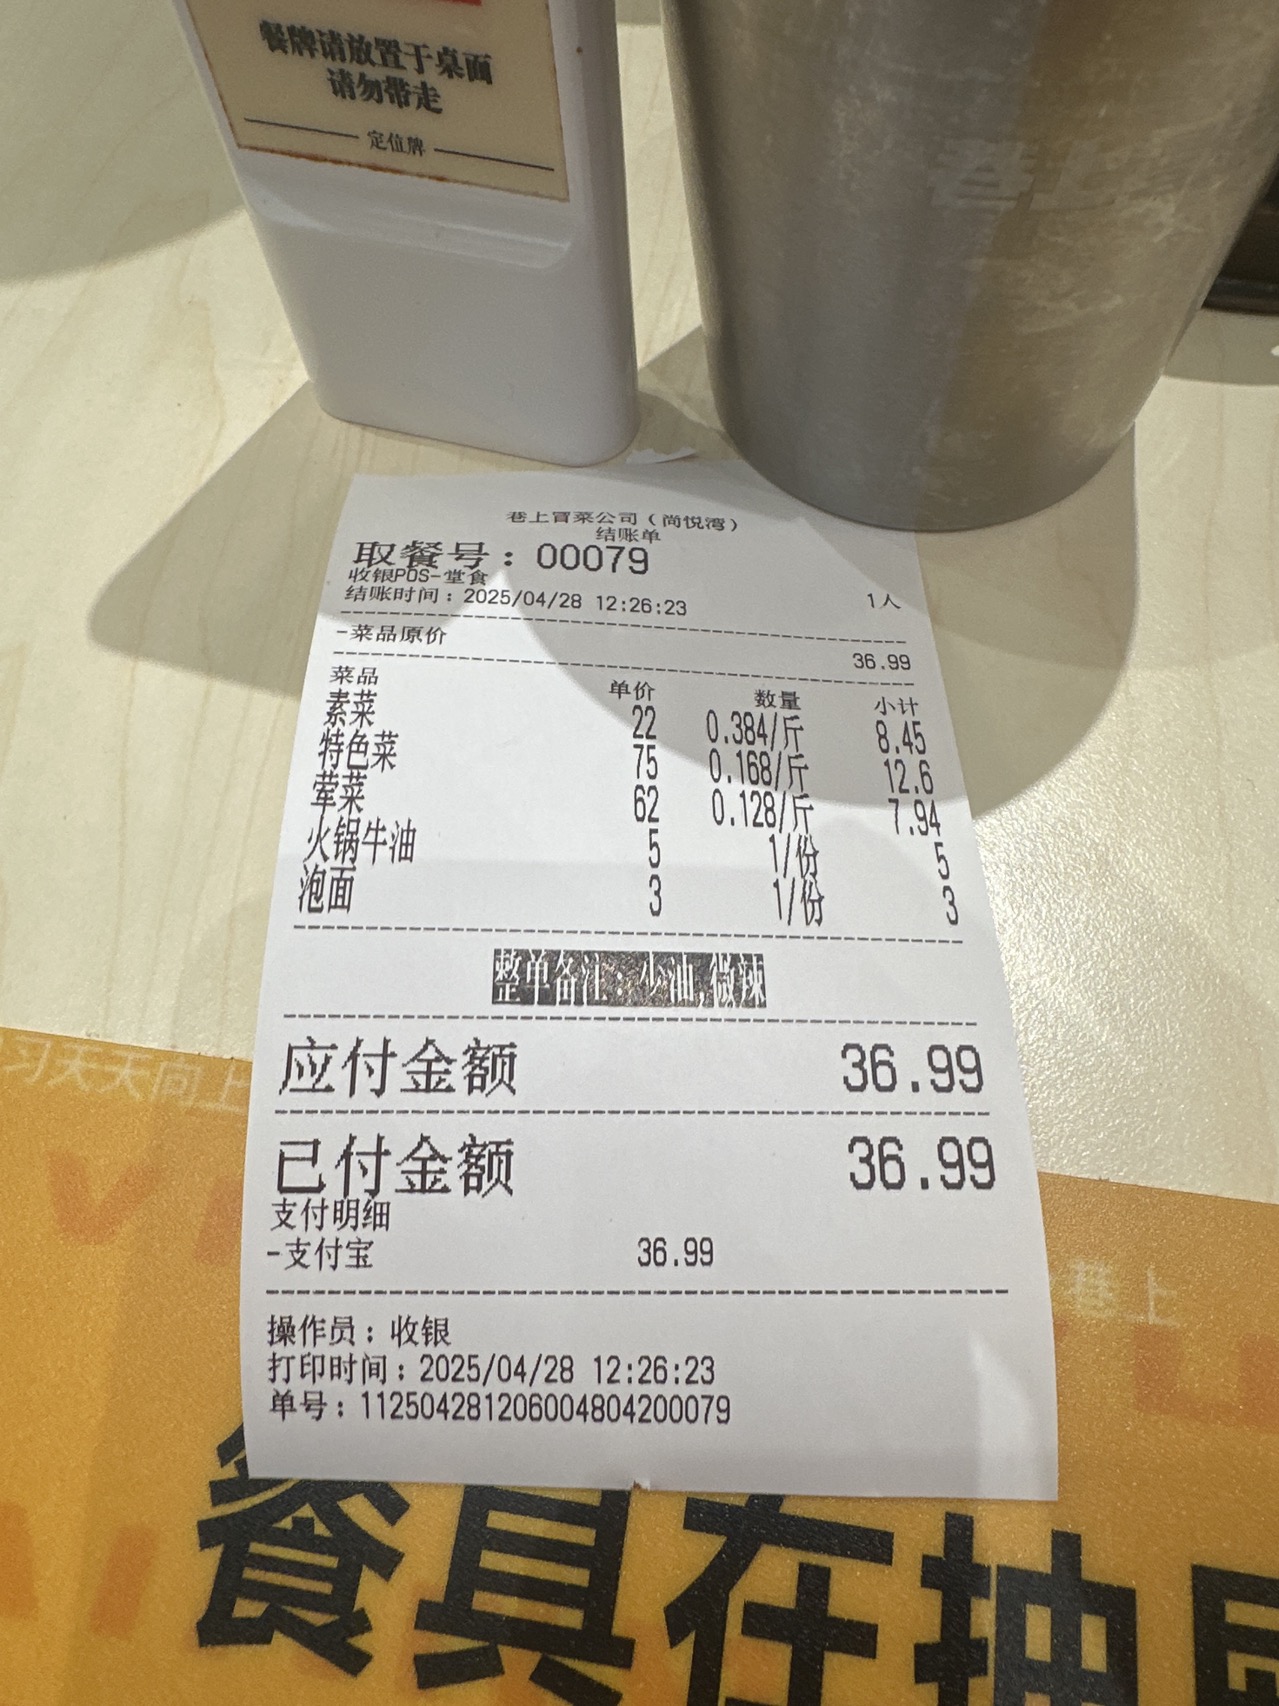 餐牌请放置于桌面
请勿带走
定位牌
巷上
巷上冒菜公司（尚悦湾）
结账单
取餐号：00079
收银POS-堂食
结账时间：2025/04/28 12:26:23 1人
-菜品原价 36.99
菜品 单价 数量 小计
素菜 22 0.384/斤 8.45
特色菜 75 0.168/斤 12.6
荤菜 62 0.128/斤 7.94
火锅牛油 5 1/份 5
泡面 3 1/份 3
整单备注：少油,微辣
应付金额 36.99
已付金额 36.99
支付明细
-支付宝 36.99
操作员：收银
打印时间：2025/04/28 12:26:23
单号：112504281206004804200079
习天天向上
巷上
餐具在抽